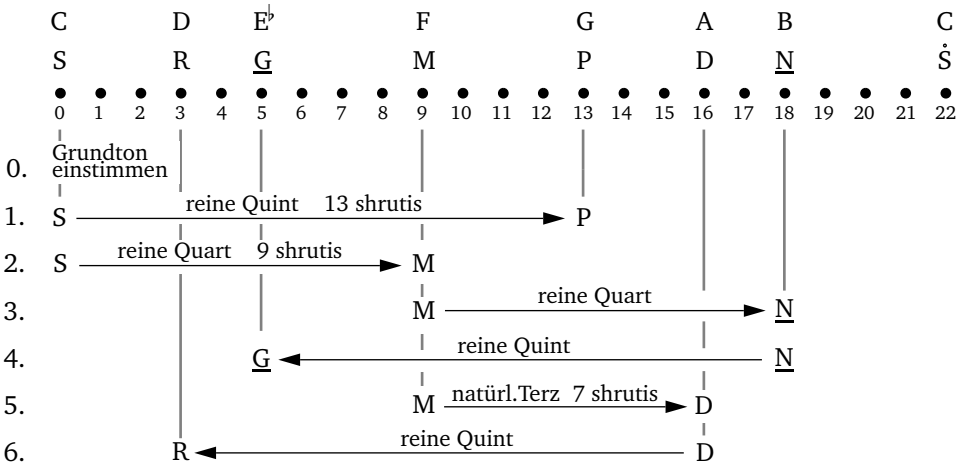 C D E♭ F G A B C
S R G M P D N Ṡ
0 1 2 3 4 5 6 7 8 9 10 11 12 13 14 15 16 17 18 19 20 21 22
0. Grundton
einstimmen
1. S reine Quint 13 shrutis P
2. S reine Quart 9 shrutis M
3. M reine Quart N
4. G reine Quint N
5. M natürl.Terz 7 shrutis D
6. R reine Quint D